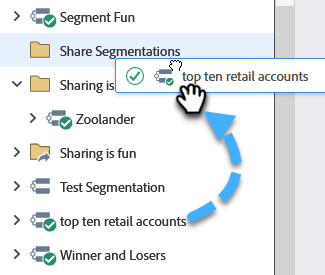 Segment Fun
Share Segmentations
Sharing is
top ten retail accounts
Zoolander
Sharing is fun
Test Segmentation
top ten retail accounts
Winner and Losers